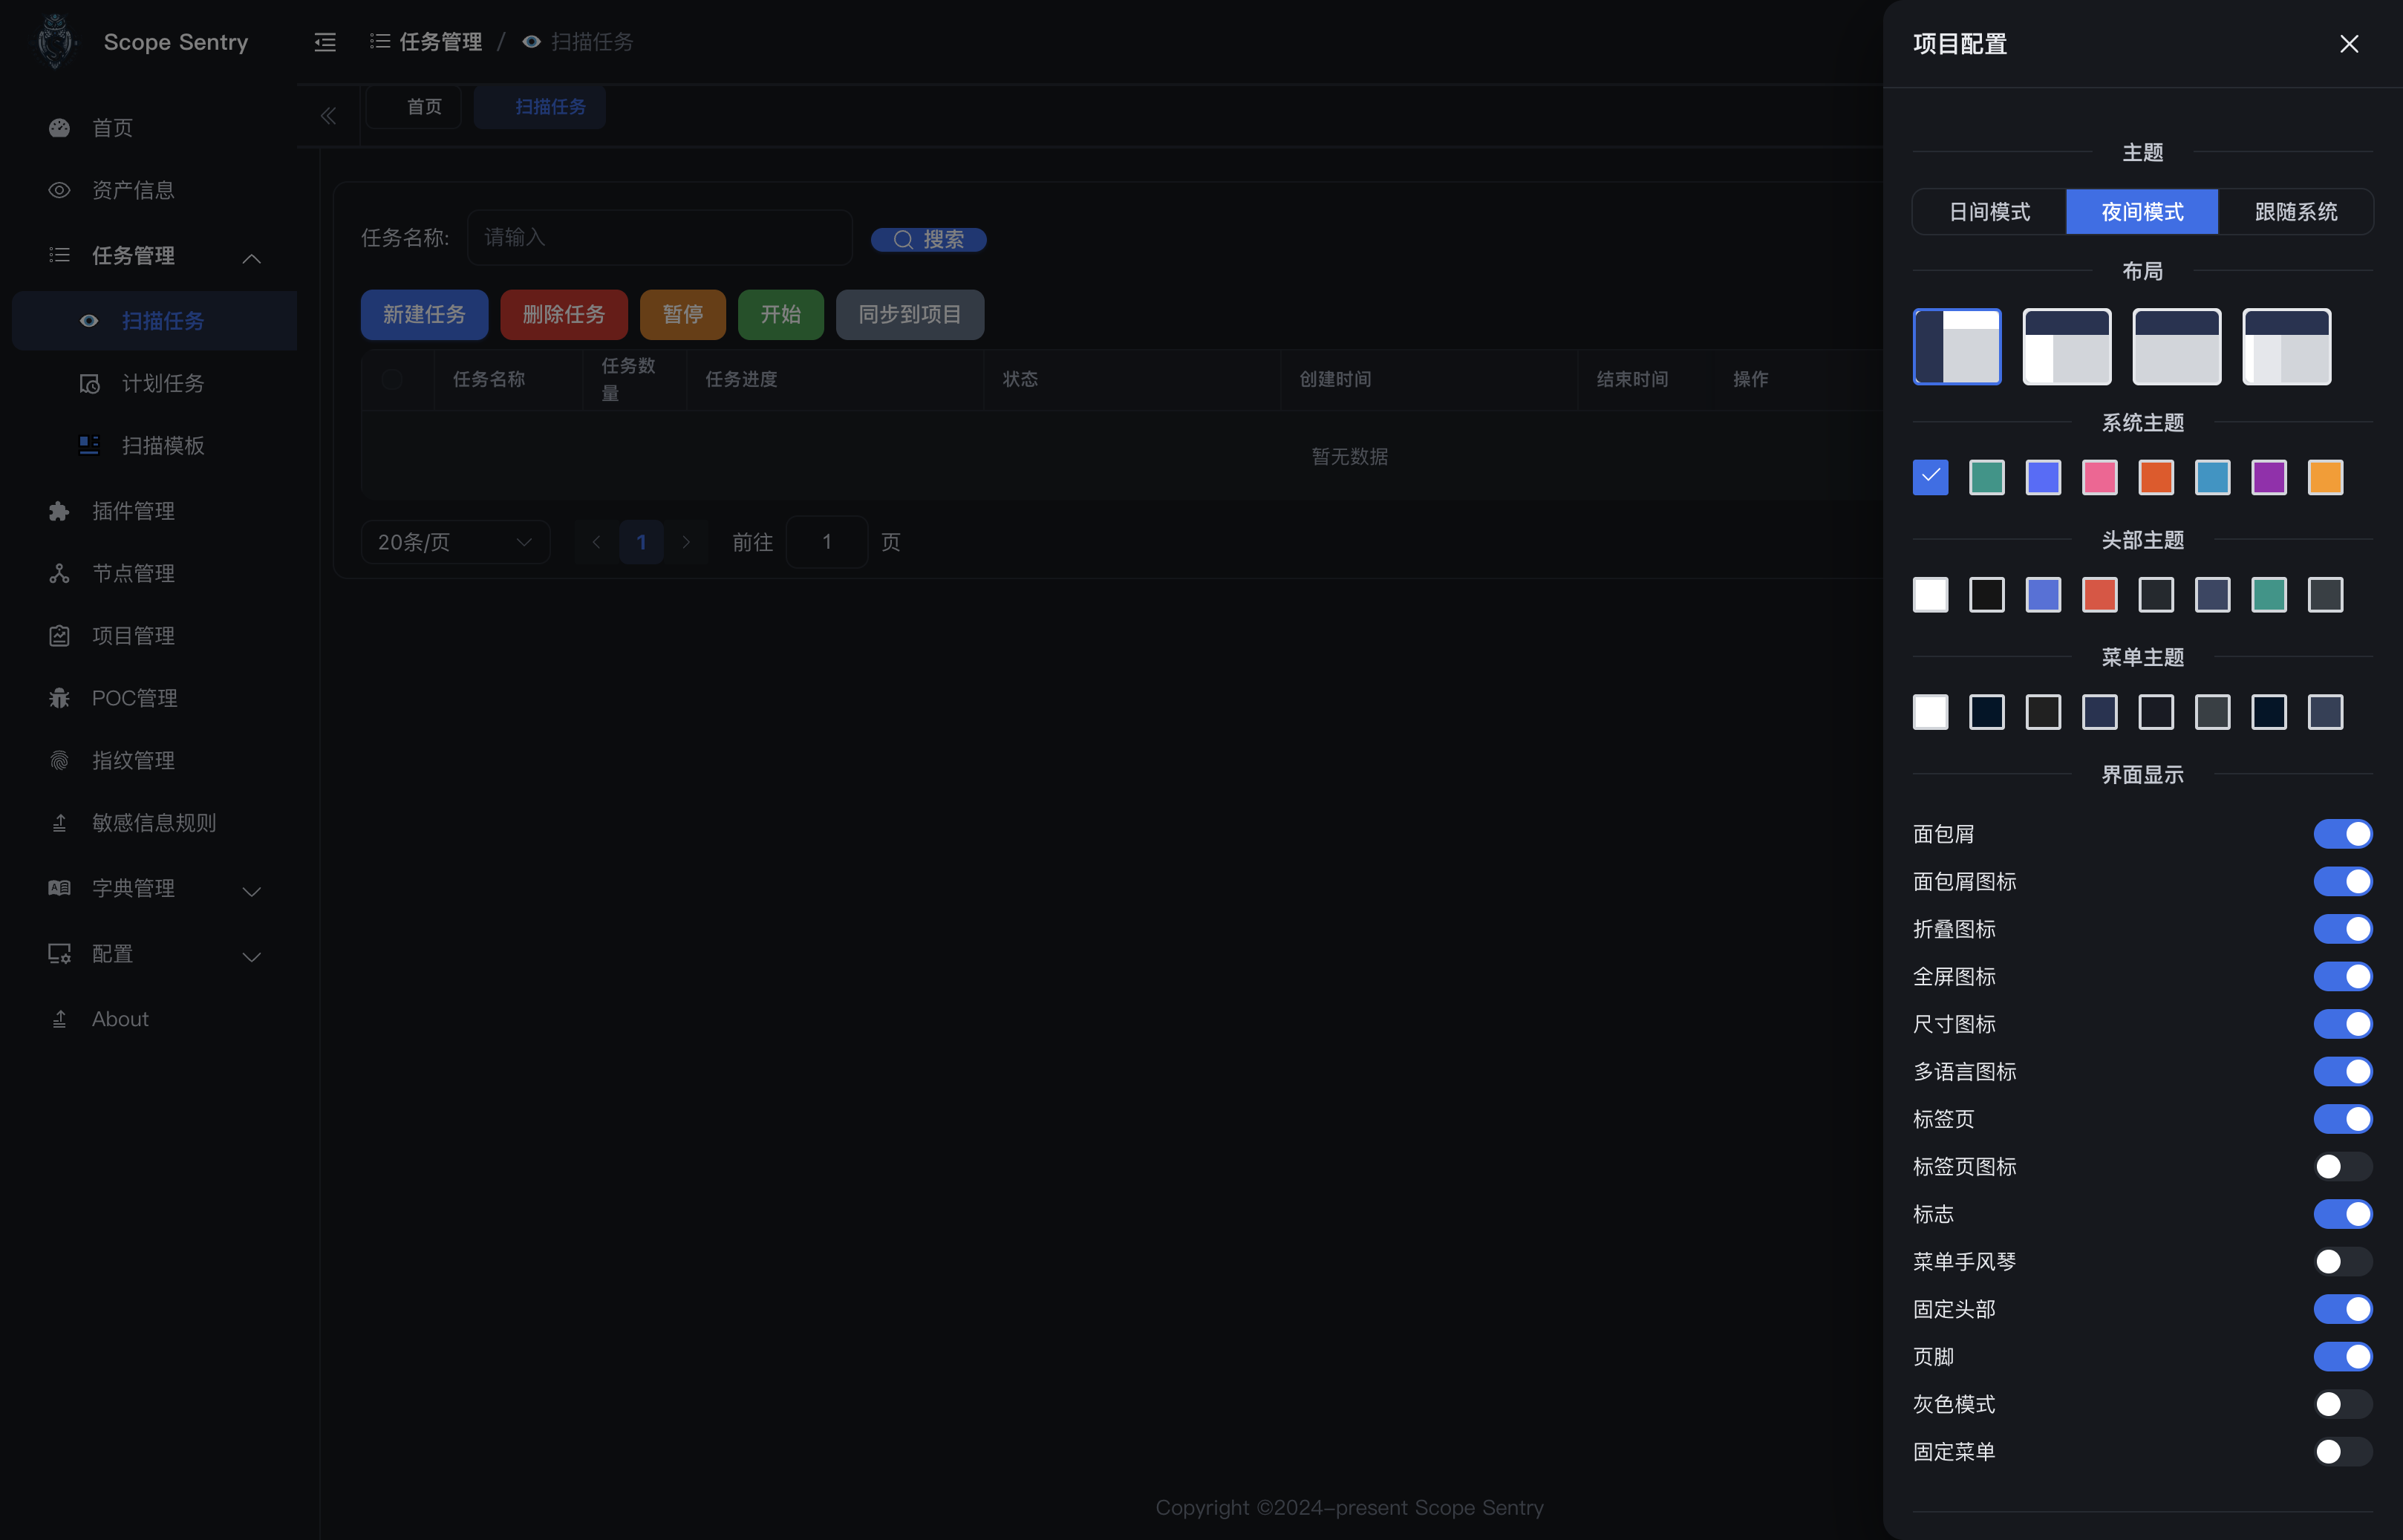 Scope Sentry
任务管理 / 扫描任务
首页
资产信息
任务管理
扫描任务
计划任务
扫描模板
插件管理
节点管理
项目管理
POC管理
指纹管理
敏感信息规则
字典管理
配置
About
首页 扫描任务
任务名称: 请输入 搜索
新建任务 删除任务 暂停 开始 同步到项目
任务名称 任务数量 任务进度 状态 创建时间 结束时间 操作
暂无数据
20条/页 1 前往 1 页
Copyright ©2024-present Scope Sentry
项目配置
主题
日间模式 夜间模式 跟随系统
布局
系统主题
头部主题
菜单主题
界面显示
面包屑
面包屑图标
折叠图标
全屏图标
尺寸图标
多语言图标
标签页
标签页图标
标志
菜单手风琴
固定头部
页脚
灰色模式
固定菜单